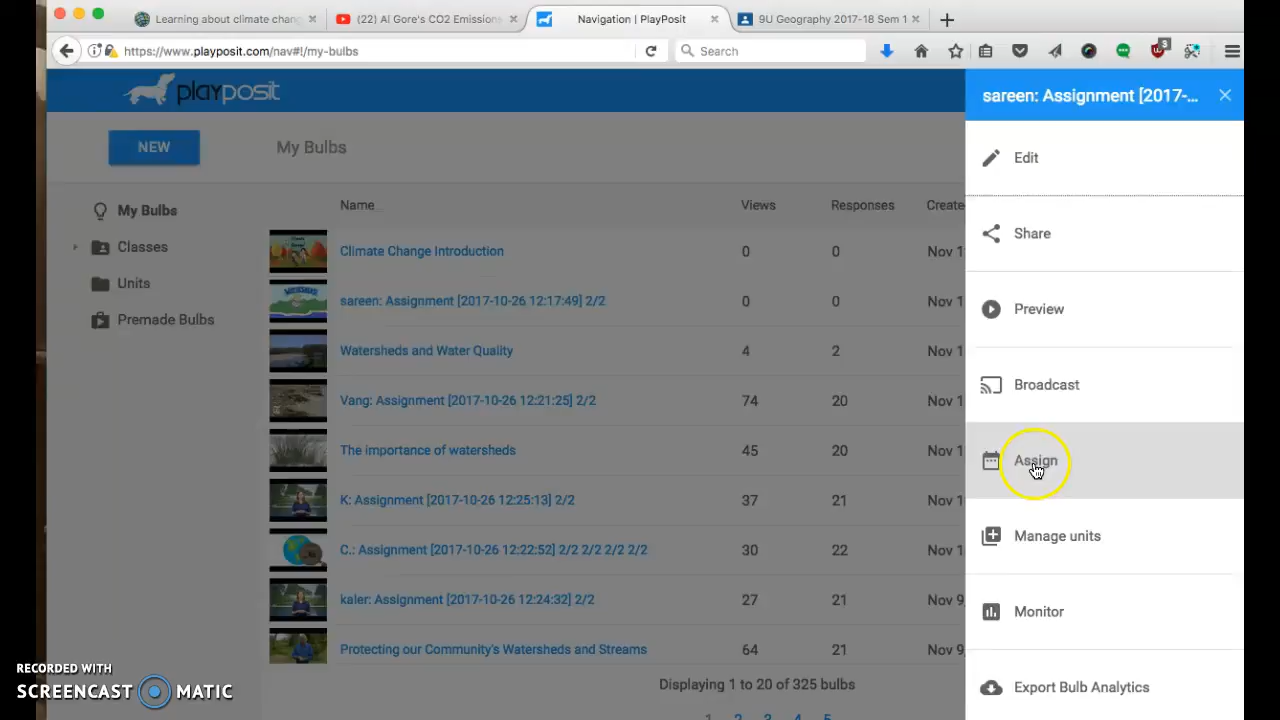 Learning about climate chang
(22) Al Gore's CO2 Emissions
Navigation | PlayPosit
9U Geography 2017-18 Sem 1
https://www.playposit.com/nav#!/my-bulbs
Search
3
playposit
sareen: Assignment [2017-...
NEW
My Bulbs
Edit
My Bulbs
Classes
Units
Premade Bulbs
Name
Views
Responses
Create
Climate Change Introduction
0
0
Nov 1
sareen: Assignment [2017-10-26 12:17:49] 2/2
0
0
Nov 1
Watersheds and Water Quality
4
2
Nov 1
Vang: Assignment [2017-10-26 12:21:25] 2/2
74
20
Nov 1
The importance of watersheds
45
20
Nov 1
K: Assignment [2017-10-26 12:25:13] 2/2
37
21
Nov 1
C.: Assignment [2017-10-26 12:22:52] 2/2 2/2 2/2 2/2
30
22
Nov 1
kaler: Assignment [2017-10-26 12:24:32] 2/2
27
21
Nov 9
Protecting our Community's Watersheds and Streams
64
21
Nov 9
Displaying 1 to 20 of 325 bulbs
1 2 3 4 5
Share
Preview
Broadcast
Assign
Manage units
Monitor
Export Bulb Analytics
RECORDED WITH
SCREENCAST MATIC